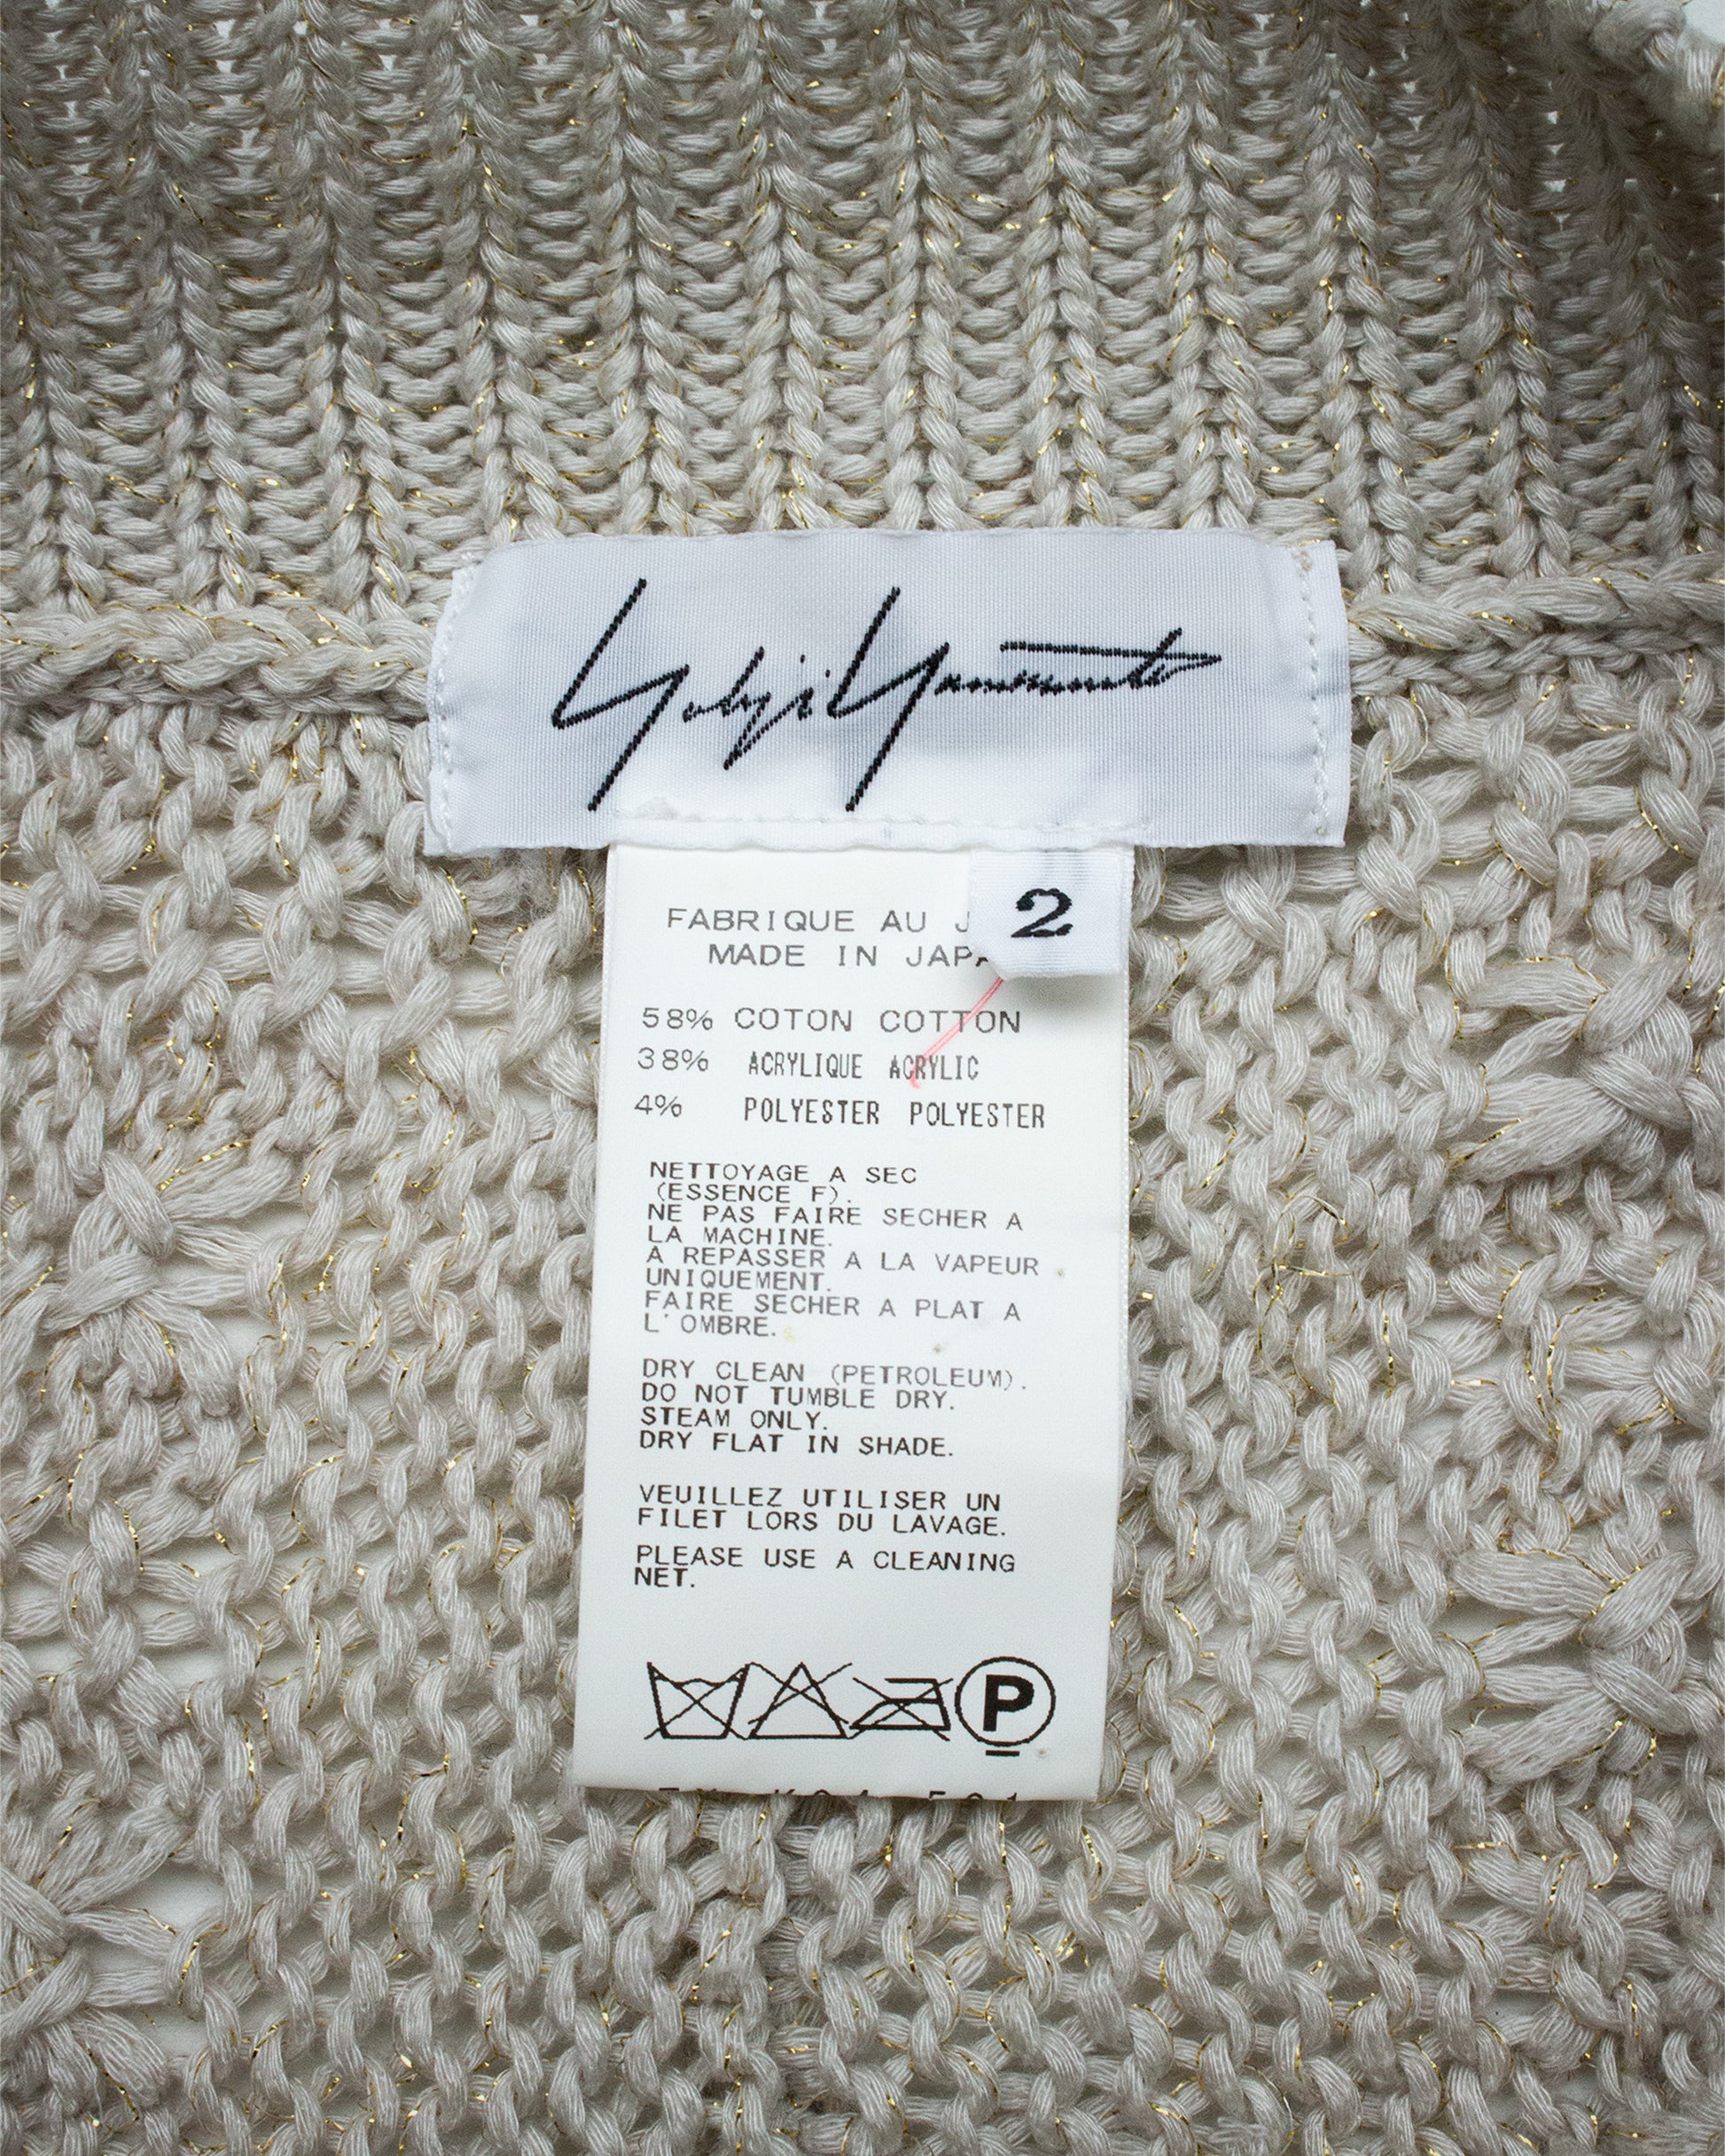 Yohji Yamamoto
2
FABRIQUE AU
MADE IN
58% COTON COTTON
38% ACRYLIQUE ACRYLIC
4% POLYESTER POLYESTER
NETTOYAGE A SEC
(ESSENCE F).
NE PAS FAIRE SECHER A
LA MACHINE.
A REPASSER A LA VAPEUR
UNIQUEMENT.
FAIRE SECHER A PLAT A
L'OMBRE.
DRY CLEAN (PETROLEUM).
DO NOT TUMBLE DRY.
STEAM ONLY.
DRY FLAT IN SHADE.
VEUILLEZ UTILISER UN
FILET LORS DU LAVAGE.
PLEASE USE A CLEANING
NET.
P